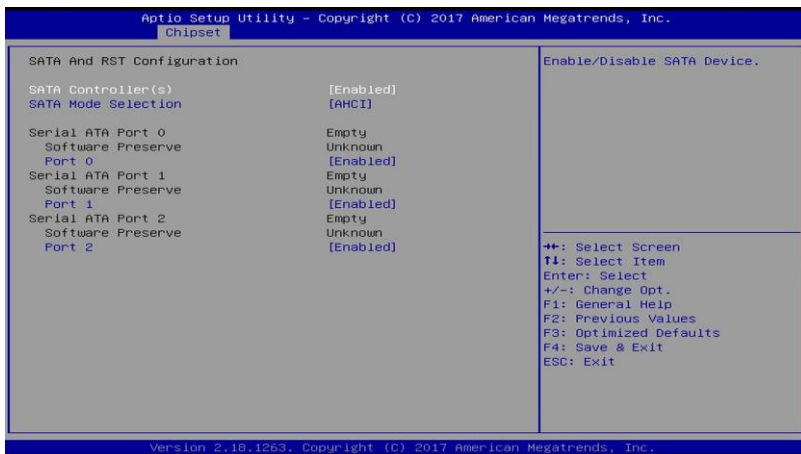 Aptio Setup Utility – Copyright (C) 2017 American Megatrends, Inc.
Chipset
SATA And RST Configuration
SATA Controller(s) [Enabled]
SATA Mode Selection [AHCI]
Serial ATA Port 0 Empty
Software Preserve Unknown
Port 0 [Enabled]
Serial ATA Port 1 Empty
Software Preserve Unknown
Port 1 [Enabled]
Serial ATA Port 2 Empty
Software Preserve Unknown
Port 2 [Enabled]
Enable/Disable SATA Device.
→←: Select Screen
↑↓: Select Item
Enter: Select
+/-: Change Opt.
F1: General Help
F2: Previous Values
F3: Optimized Defaults
F4: Save & Exit
ESC: Exit
Version 2.18.1263. Copyright (C) 2017 American Megatrends, Inc.